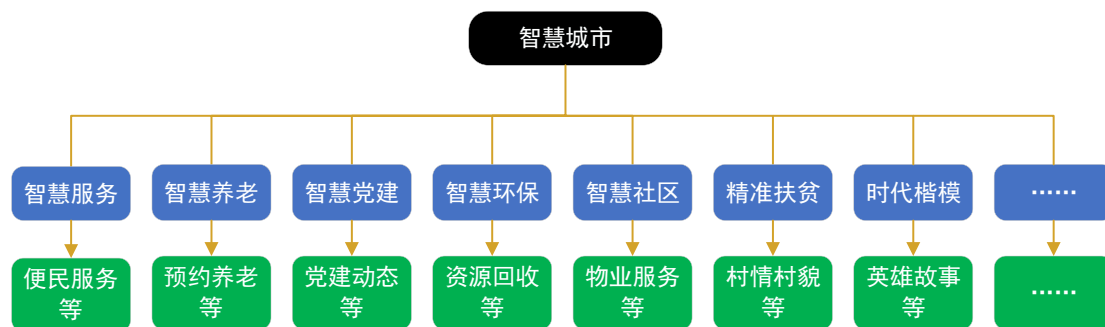 智慧城市
智慧服务
智慧养老
智慧党建
智慧环保
智慧社区
精准扶贫
时代楷模
······
便民服务
等
预约养老
等
党建动态
等
资源回收
等
物业服务
等
村情村貌
等
英雄故事
等
······